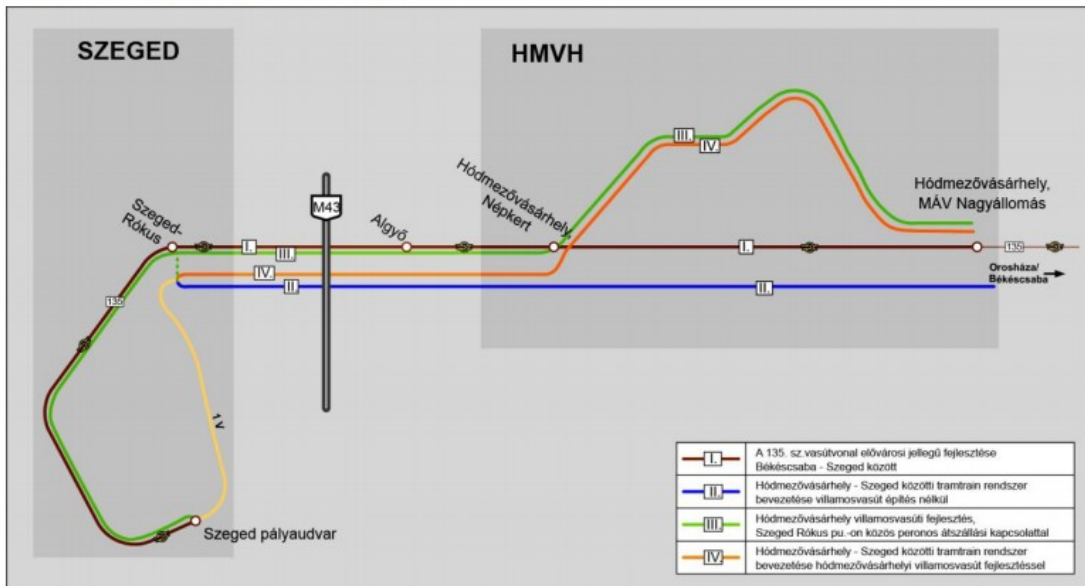 SZEGED
HMVH
Szeged-
Rókus
I.
III.
IV.
II.
M43
Algyő
Hódmezővásárhely,
Népkert
III.
IV.
I.
II.
Hódmezővásárhely,
MÁV Nagyállomás
135
Orosháza/
Békéscsaba
135
1V
Szeged pályaudvar
I.
A 135. sz.vasútvonal elővárosi jellegű fejlesztése
Békéscsaba - Szeged között
II.
Hódmezővásárhely - Szeged közötti tramtrain rendszer
bevezetése villamosvasút építés nélkül
III.
Hódmezővásárhely villamosvasúti fejlesztés,
Szeged Rókus pu.-on közös peronos átszállási kapcsolattal
IV.
Hódmezővásárhely - Szeged közötti tramtrain rendszer
bevezetése hódmezővásárhelyi villamosvasút fejlesztéssel